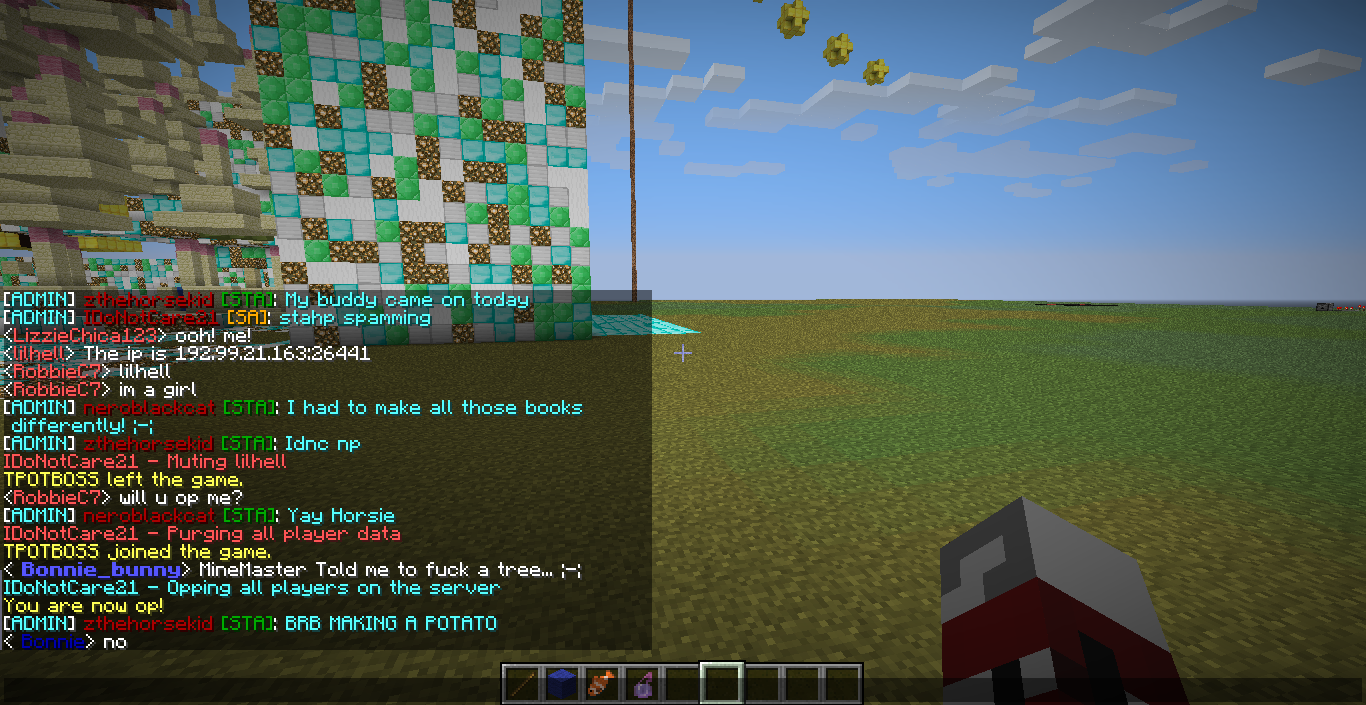 [ADMIN] zthehorsekid [STA]: My buddy came on today
[ADMIN] IDoNotCare21 [SA]: stahp spamming
<LizzieChica123> ooh! me!
<lilhell> The ip is 192.99.21.163:26441
<RobbieC7> lilhell
<RobbieC7> im a girl
[ADMIN] neroblackcat [STA]: I had to make all those books
differently! ;-;
[ADMIN] zthehorsekid [STA]: Idnc np
IDoNotCare21 - Muting lilhell
TPOTBOSS left the game.
<RobbieC7> will u op me?
[ADMIN] neroblackcat [STA]: Yay Horsie
IDoNotCare21 - Purging all player data
TPOTBOSS joined the game.
< Bonnie_bunny> MineMaster Told me to fuck a tree... ;-;
IDoNotCare21 - Opping all players on the server
You are now op!
[ADMIN] zthehorsekid [STA]: BRB MAKING A POTATO
< Bonnie> no